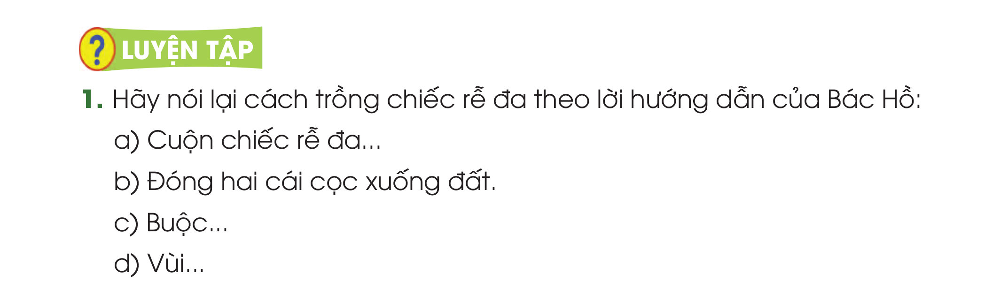 ? LUYỆN TẬP
1. Hãy nói lại cách trồng chiếc rễ đa theo lời hướng dẫn của Bác Hồ:
a) Cuộn chiếc rễ đa...
b) Đóng hai cái cọc xuống đất.
c) Buộc...
d) Vùi...